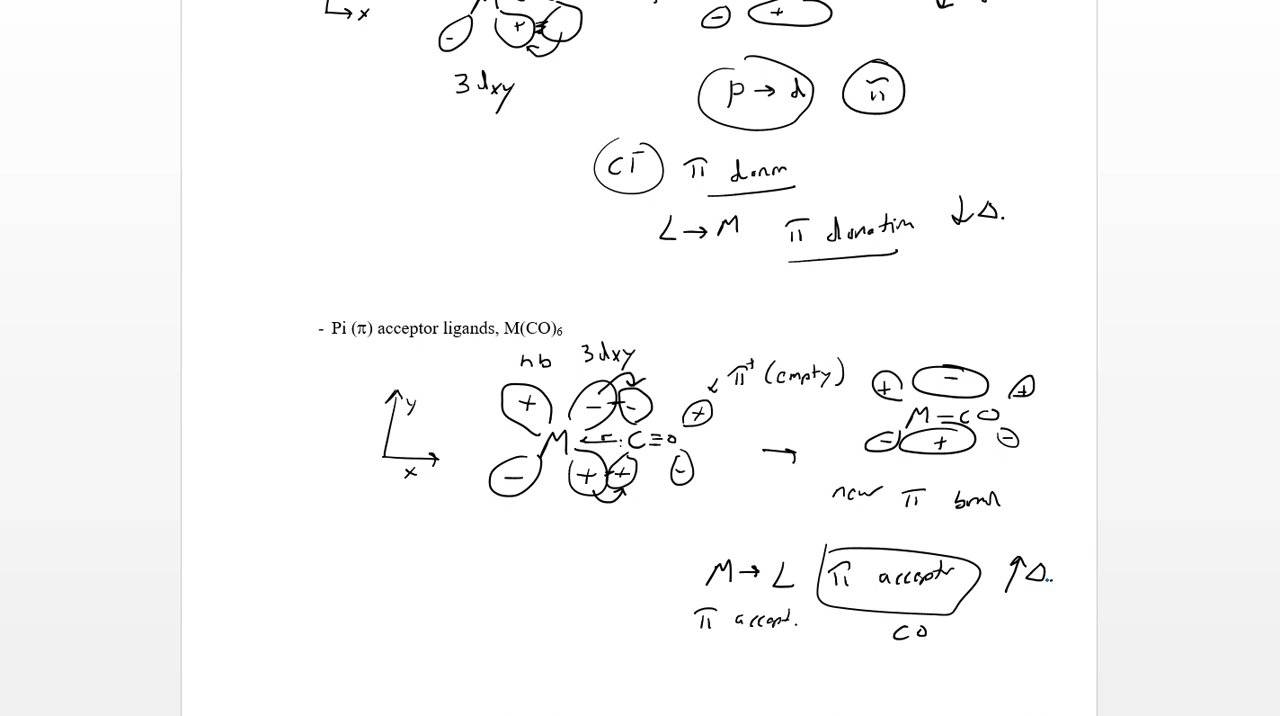 x
- + - +
3dxy
p → d π
Cl⁻ π donor
L → M π donation ↓ Δ.
- Pi (π) acceptor ligands, M(CO)₆
nb 3dxy
π* (empty)
y + - - + + - +
M :C≡O → M=CO
x - + + - - + -
new π bond
M → L π acceptor ↑ Δ..
π accept.
CO